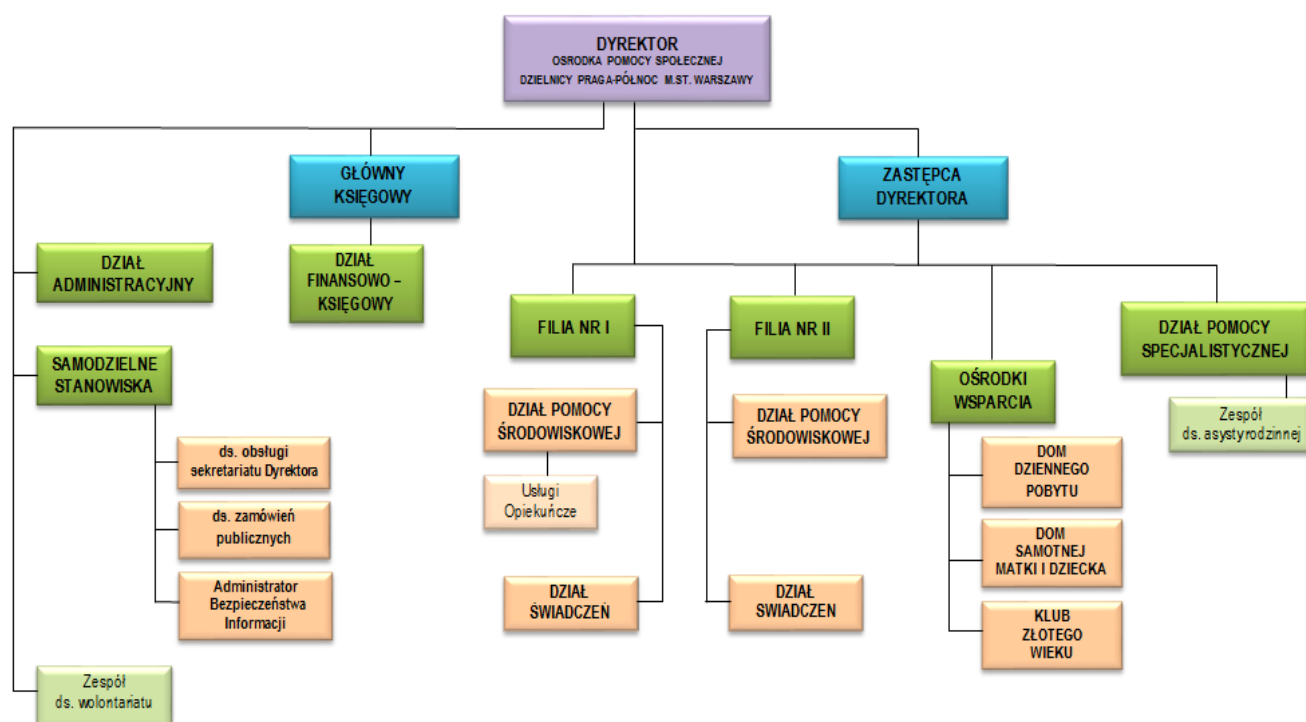 DYREKTOR
OSRODKA POMOCY SPOŁECZNEJ
DZIELNICY PRAGA-PÓŁNOC M.ST. WARSZAWY
GŁÓWNY
KSIĘGOWY
ZASTĘPCA
DYREKTORA
DZIAŁ
ADMINISTRACYJNY
DZIAŁ
FINANSOWO –
KSIĘGOWY
FILIA NR I
FILIA NR II
DZIAŁ POMOCY
SPECJALISTYCZNEJ
SAMODZIELNE
STANOWISKA
OŚRODKI
WSPARCIA
DZIAŁ POMOCY
ŚRODOWISKOWEJ
DZIAŁ POMOCY
ŚRODOWISKOWEJ
Zespół
ds. asysty rodzinnej
ds. obsługi
sekretariatu Dyrektora
DOM
DZIENNEGO
POBYTU
Usługi
Opiekuńcze
ds. zamówień
publicznych
DOM
SAMOTNEJ
MATKI I DZIECKA
Administrator
Bezpieczeństwa
Informacji
DZIAŁ
ŚWIADCZEŃ
DZIAŁ
SWIADCZEN
KLUB
ZŁOTEGO
WIEKU
Zespół
ds. wolontariatu